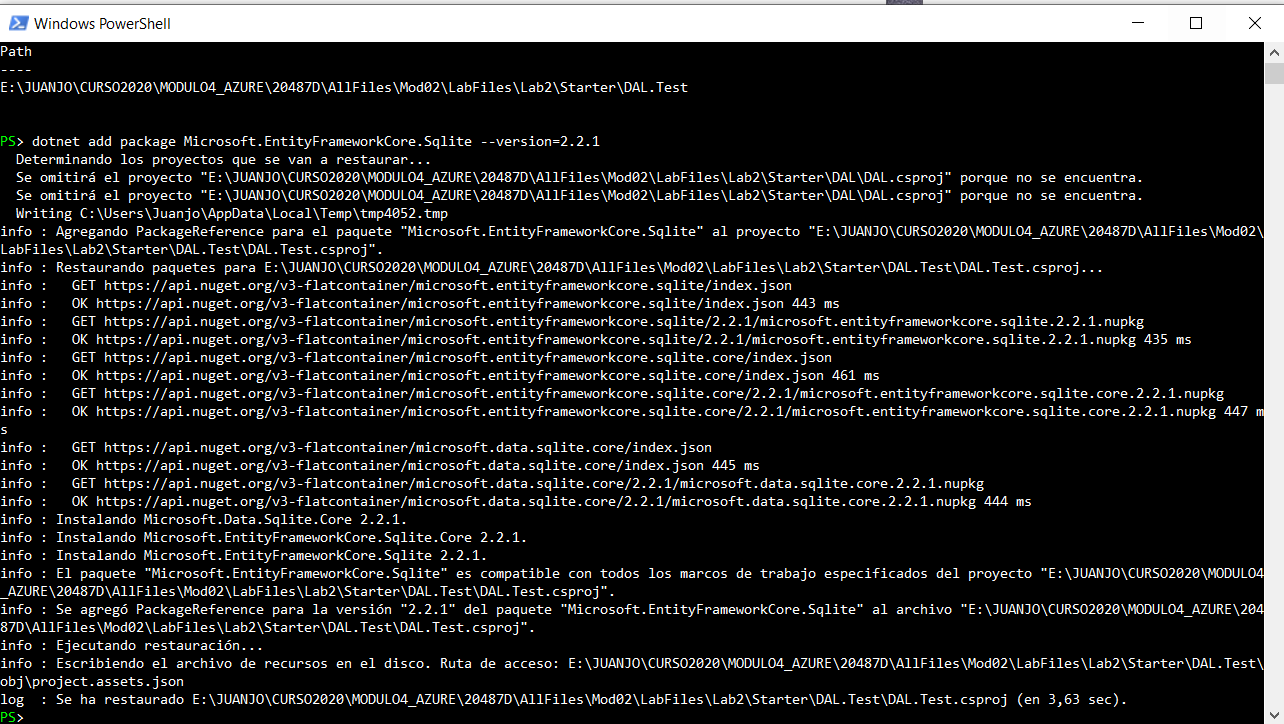 Windows PowerShell
Path
----
E:\JUANJO\CURSO2020\MODULO4_AZURE\20487D\AllFiles\Mod02\LabFiles\Lab2\Starter\DAL.Test
PS> dotnet add package Microsoft.EntityFrameworkCore.Sqlite --version=2.2.1
  Determinando los proyectos que se van a restaurar...
  Se omitirá el proyecto "E:\JUANJO\CURSO2020\MODULO4_AZURE\20487D\AllFiles\Mod02\LabFiles\Lab2\Starter\DAL\DAL.csproj" porque no se encuentra.
  Se omitirá el proyecto "E:\JUANJO\CURSO2020\MODULO4_AZURE\20487D\AllFiles\Mod02\LabFiles\Lab2\Starter\DAL\DAL.csproj" porque no se encuentra.
  Writing C:\Users\Juanjo\AppData\Local\Temp\tmp4052.tmp
info : Agregando PackageReference para el paquete "Microsoft.EntityFrameworkCore.Sqlite" al proyecto "E:\JUANJO\CURSO2020\MODULO4_AZURE\20487D\AllFiles\Mod02\
LabFiles\Lab2\Starter\DAL.Test\DAL.Test.csproj".
info : Restaurando paquetes para E:\JUANJO\CURSO2020\MODULO4_AZURE\20487D\AllFiles\Mod02\LabFiles\Lab2\Starter\DAL.Test\DAL.Test.csproj...
info :   GET https://api.nuget.org/v3-flatcontainer/microsoft.entityframeworkcore.sqlite/index.json
info :   OK https://api.nuget.org/v3-flatcontainer/microsoft.entityframeworkcore.sqlite/index.json 443 ms
info :   GET https://api.nuget.org/v3-flatcontainer/microsoft.entityframeworkcore.sqlite/2.2.1/microsoft.entityframeworkcore.sqlite.2.2.1.nupkg
info :   OK https://api.nuget.org/v3-flatcontainer/microsoft.entityframeworkcore.sqlite/2.2.1/microsoft.entityframeworkcore.sqlite.2.2.1.nupkg 435 ms
info :   GET https://api.nuget.org/v3-flatcontainer/microsoft.entityframeworkcore.sqlite.core/index.json
info :   OK https://api.nuget.org/v3-flatcontainer/microsoft.entityframeworkcore.sqlite.core/index.json 461 ms
info :   GET https://api.nuget.org/v3-flatcontainer/microsoft.entityframeworkcore.sqlite.core/2.2.1/microsoft.entityframeworkcore.sqlite.core.2.2.1.nupkg
info :   OK https://api.nuget.org/v3-flatcontainer/microsoft.entityframeworkcore.sqlite.core/2.2.1/microsoft.entityframeworkcore.sqlite.core.2.2.1.nupkg 447 m
s
info :   GET https://api.nuget.org/v3-flatcontainer/microsoft.data.sqlite.core/index.json
info :   OK https://api.nuget.org/v3-flatcontainer/microsoft.data.sqlite.core/index.json 445 ms
info :   GET https://api.nuget.org/v3-flatcontainer/microsoft.data.sqlite.core/2.2.1/microsoft.data.sqlite.core.2.2.1.nupkg
info :   OK https://api.nuget.org/v3-flatcontainer/microsoft.data.sqlite.core/2.2.1/microsoft.data.sqlite.core.2.2.1.nupkg 444 ms
info : Instalando Microsoft.Data.Sqlite.Core 2.2.1.
info : Instalando Microsoft.EntityFrameworkCore.Sqlite.Core 2.2.1.
info : Instalando Microsoft.EntityFrameworkCore.Sqlite 2.2.1.
info : El paquete "Microsoft.EntityFrameworkCore.Sqlite" es compatible con todos los marcos de trabajo especificados del proyecto "E:\JUANJO\CURSO2020\MODULO4
_AZURE\20487D\AllFiles\Mod02\LabFiles\Lab2\Starter\DAL.Test\DAL.Test.csproj".
info : Se agregó PackageReference para la versión "2.2.1" del paquete "Microsoft.EntityFrameworkCore.Sqlite" al archivo "E:\JUANJO\CURSO2020\MODULO4_AZURE\204
87D\AllFiles\Mod02\LabFiles\Lab2\Starter\DAL.Test\DAL.Test.csproj".
info : Ejecutando restauración...
info : Escribiendo el archivo de recursos en el disco. Ruta de acceso: E:\JUANJO\CURSO2020\MODULO4_AZURE\20487D\AllFiles\Mod02\LabFiles\Lab2\Starter\DAL.Test\
obj\project.assets.json
log  : Se ha restaurado E:\JUANJO\CURSO2020\MODULO4_AZURE\20487D\AllFiles\Mod02\LabFiles\Lab2\Starter\DAL.Test\DAL.Test.csproj (en 3,63 sec).
PS>